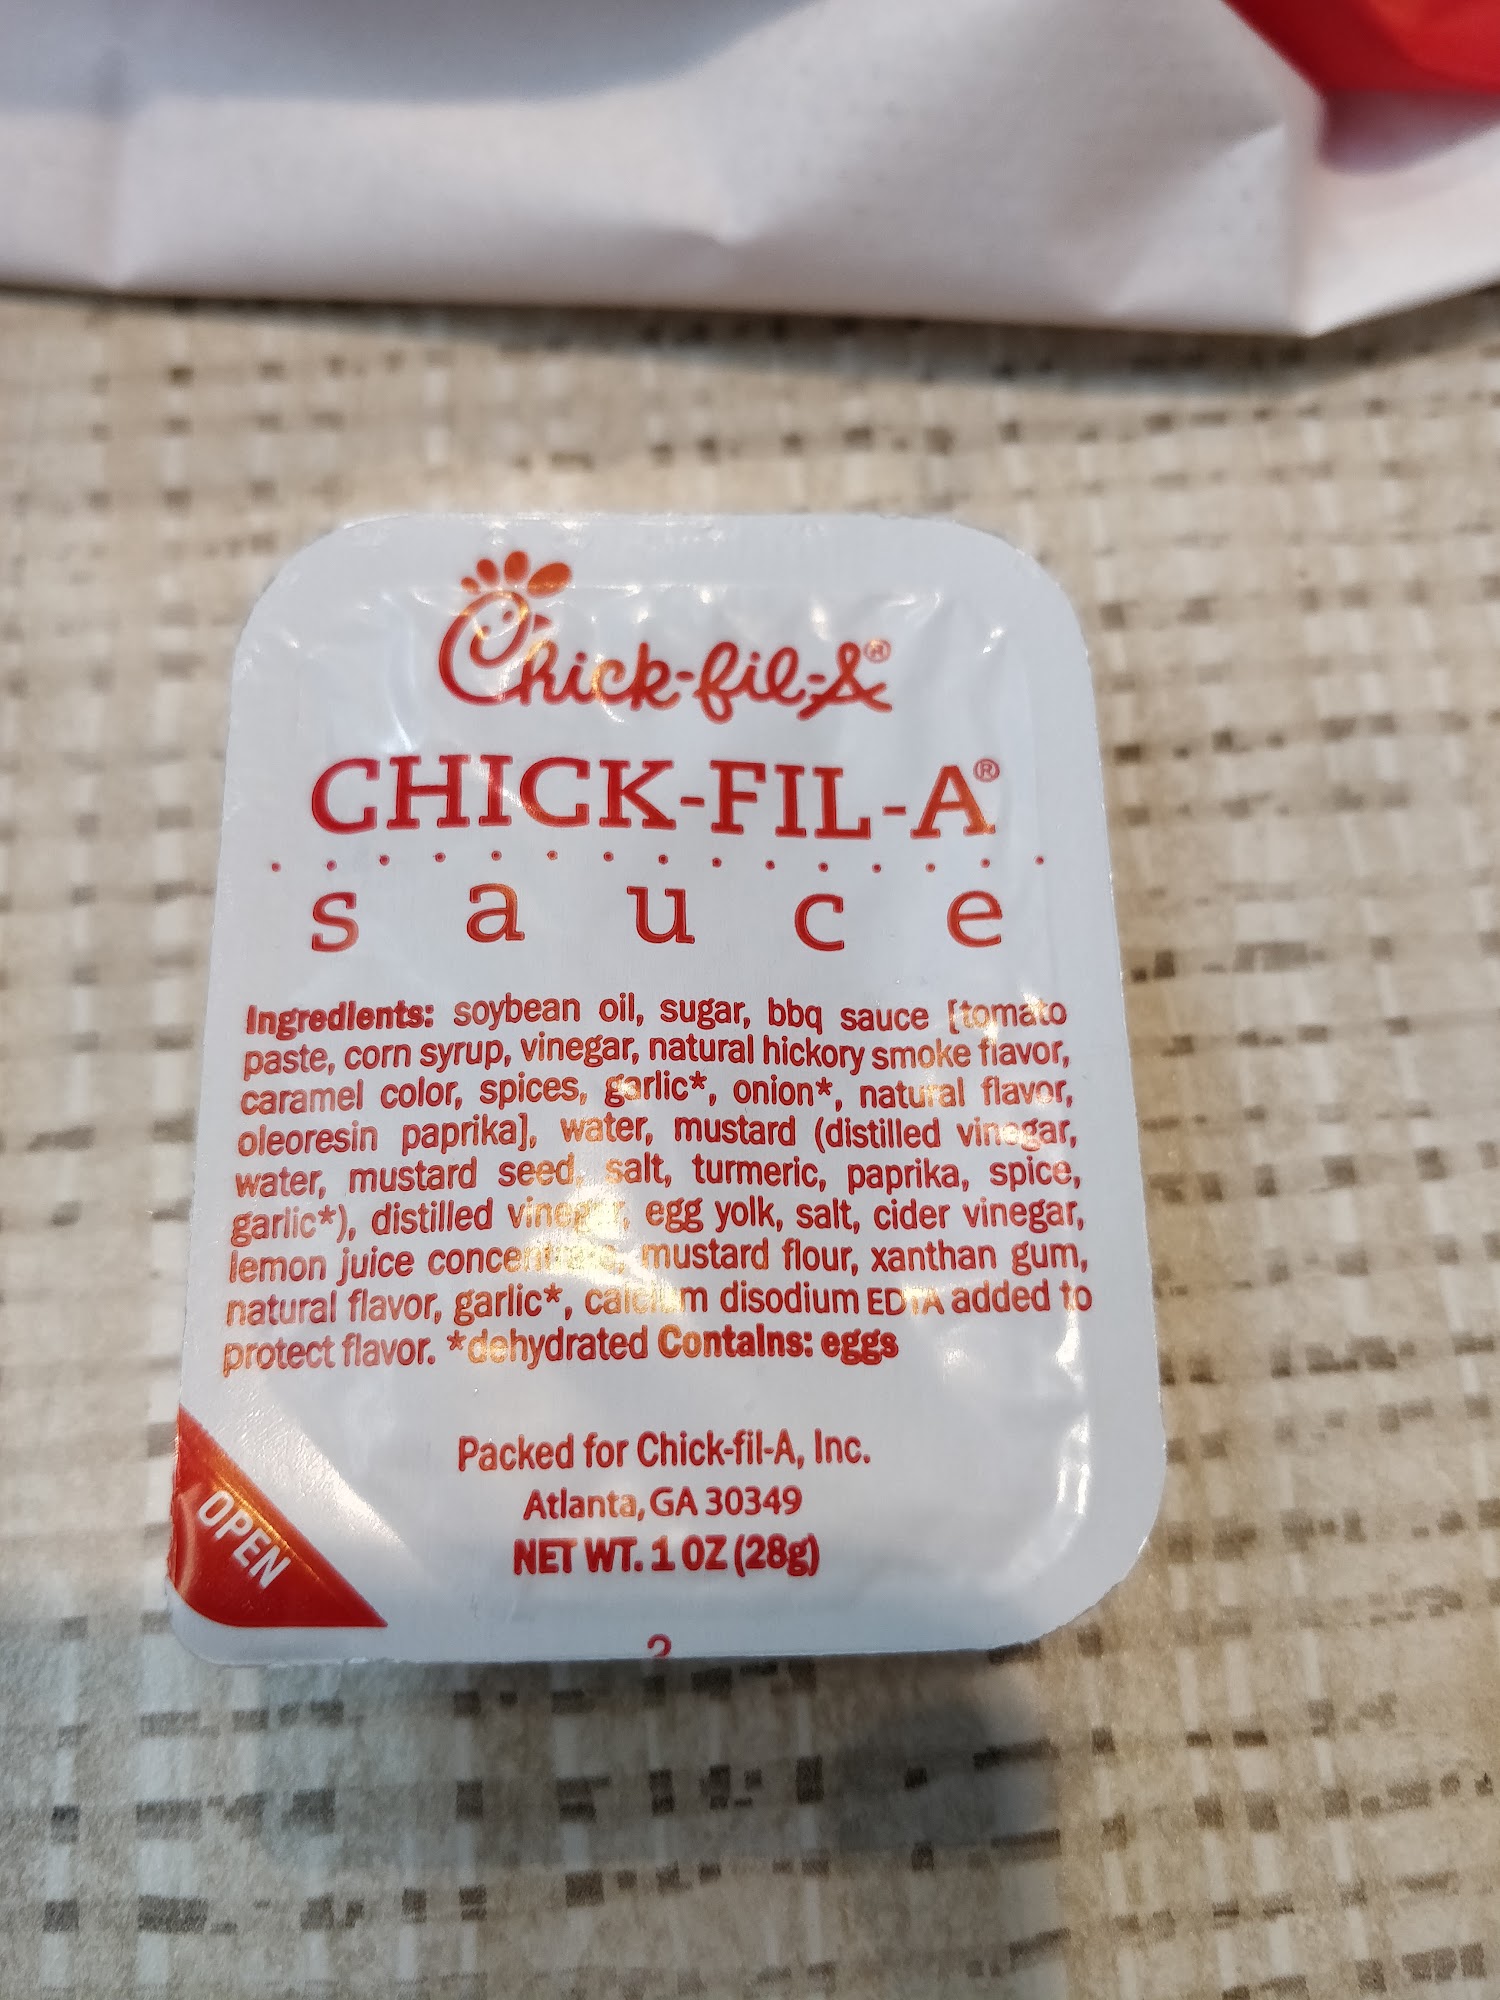 Chick-fil-A®
CHICK-FIL-A®
sauce
Ingredients: soybean oil, sugar, bbq sauce [tomato
paste, corn syrup, vinegar, natural hickory smoke flavor,
caramel color, spices, garlic*, onion*, natural flavor,
oleoresin paprika], water, mustard (distilled vinegar,
water, mustard seed, salt, turmeric, paprika, spice,
garlic*), distilled vinegar, egg yolk, salt, cider vinegar,
lemon juice concentrate, mustard flour, xanthan gum,
natural flavor, garlic*, calcium disodium EDTA added to
protect flavor. *dehydrated Contains: eggs
Packed for Chick-fil-A, Inc.
Atlanta, GA 30349
NET WT. 1 OZ (28g)
OPEN